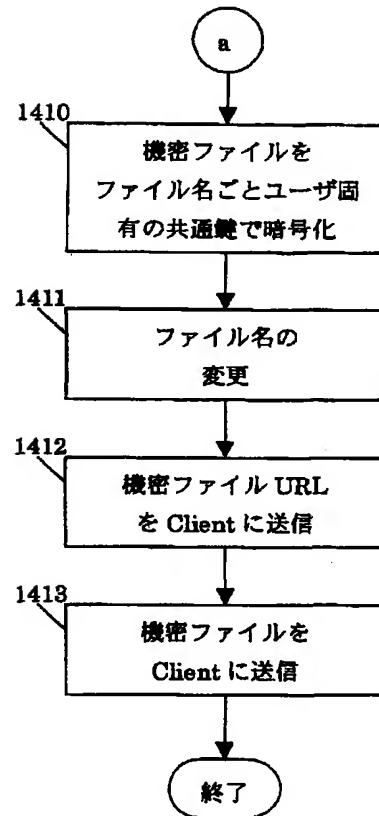 a
1410
機密ファイルを
ファイル名ごとユーザ固
有の共通鍵で暗号化
1411
ファイル名の
変更
1412
機密ファイル URL
を Client に送信
1413
機密ファイルを
Client に送信
終了